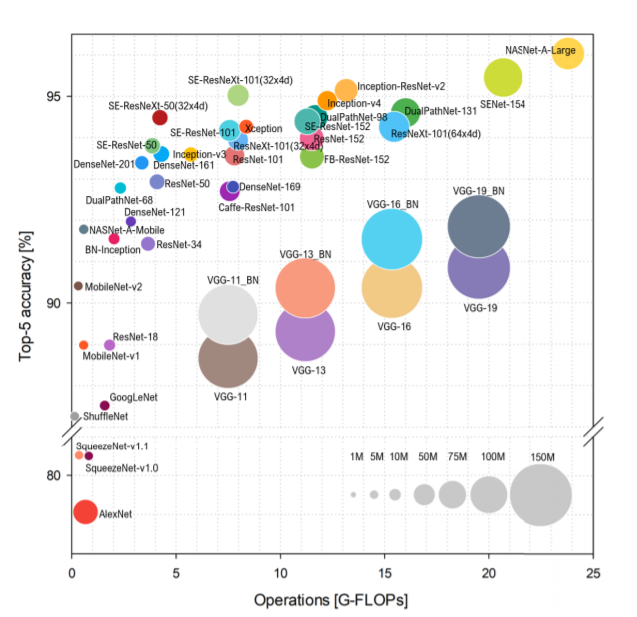 NASNet-A-Large
SE-ResNeXt-101(32x4d)
Inception-ResNet-v2
95
SENet-154
Inception-v4
SE-ResNeXt-50(32x4d)
DualPathNet-131
DualPathNet-98
SE-ResNet-101
Xception
SE-ResNet-152
ResNeXt-101(64x4d)
ResNet-152
SE-ResNet-50
ResNeXt-101(32x4d)
Inception-v3
DenseNet-201
DenseNet-161
ResNet-101
FB-ResNet-152
ResNet-50
DenseNet-169
DualPathNet-68
Caffe-ResNet-101
VGG-19_BN
VGG-16_BN
DenseNet-121
NASNet-A-Mobile
BN-Inception
ResNet-34
VGG-13_BN
VGG-11_BN
MobileNet-v2
90
VGG-19
VGG-16
ResNet-18
MobileNet-v1
VGG-13
VGG-11
GoogLeNet
ShuffleNet
SqueezeNet-v1.1
SqueezeNet-v1.0
1M 5M 10M 50M 75M 100M 150M
80
AlexNet
Top-5 accuracy [%]
0 5 10 15 20 25
Operations [G-FLOPs]